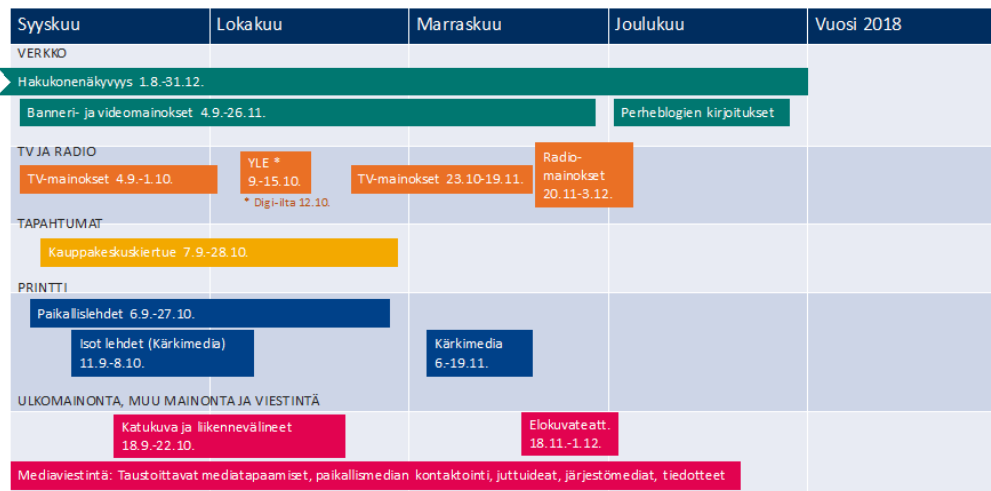 Syyskuu Lokakuu Marraskuu Joulukuu Vuosi 2018
VERKKO
Hakukonenäkyvyys 1.8.-31.12.
Banneri- ja videomainokset 4.9.-26.11. Perheblogien kirjoitukset
TV JA RADIO
TV-mainokset 4.9.-1.10.
YLE *
9.-15.10.
* Digi-ilta 12.10.
TV-mainokset 23.10-19.11.
Radio-
mainokset
20.11-3.12.
TAPAHTUMAT
Kauppakeskuskiertue 7.9.-28.10.
PRINTTI
Paikallislehdet 6.9.-27.10.
Isot lehdet (Kärkimedia)
11.9.-8.10.
Kärkimedia
6.-19.11.
ULKOMAINONTA, MUU MAINONTA JA VIESTINTÄ
Katukuva ja liikennevälineet
18.9.-22.10.
Elokuvateatt.
18.11.-1.12.
Mediaviestintä: Taustoittavat mediatapaamiset, paikallismedian kontaktointi, juttuideat, järjestömediat, tiedotteet